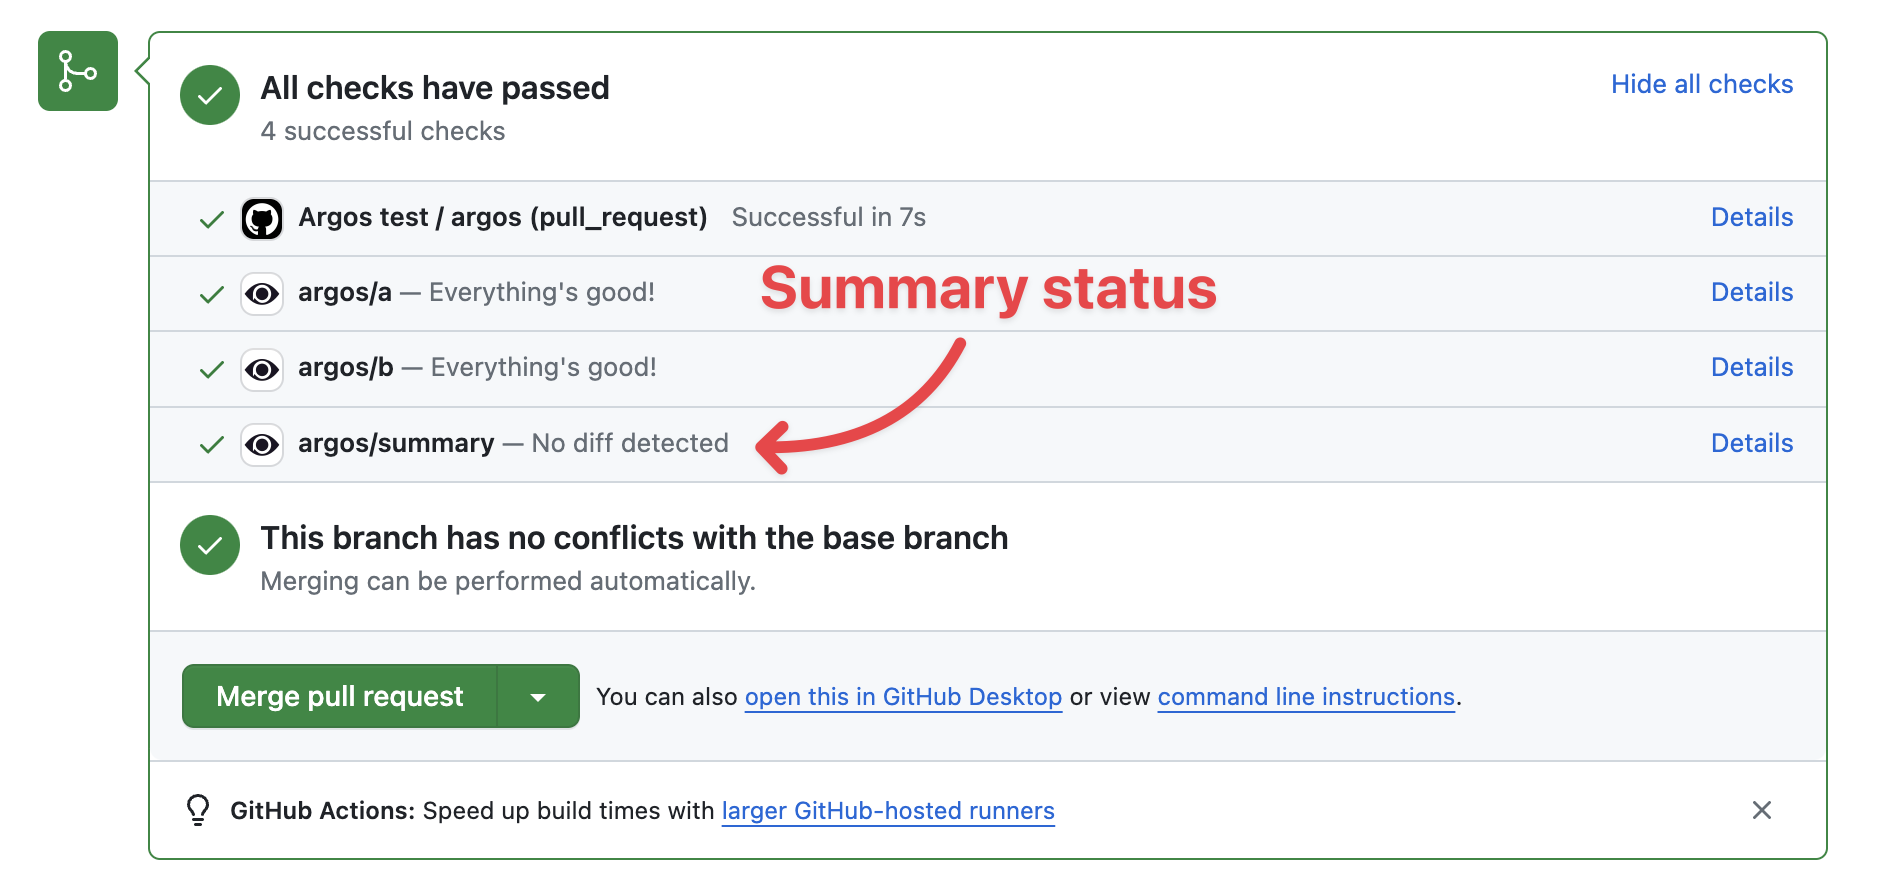 All checks have passed
Hide all checks
4 successful checks
Argos test / argos (pull_request) Successful in 7s
Details
argos/a — Everything's good!
Details
Summary status
argos/b — Everything's good!
Details
argos/summary — No diff detected
Details
This branch has no conflicts with the base branch
Merging can be performed automatically.
Merge pull request
You can also open this in GitHub Desktop or view command line instructions.
GitHub Actions: Speed up build times with larger GitHub-hosted runners